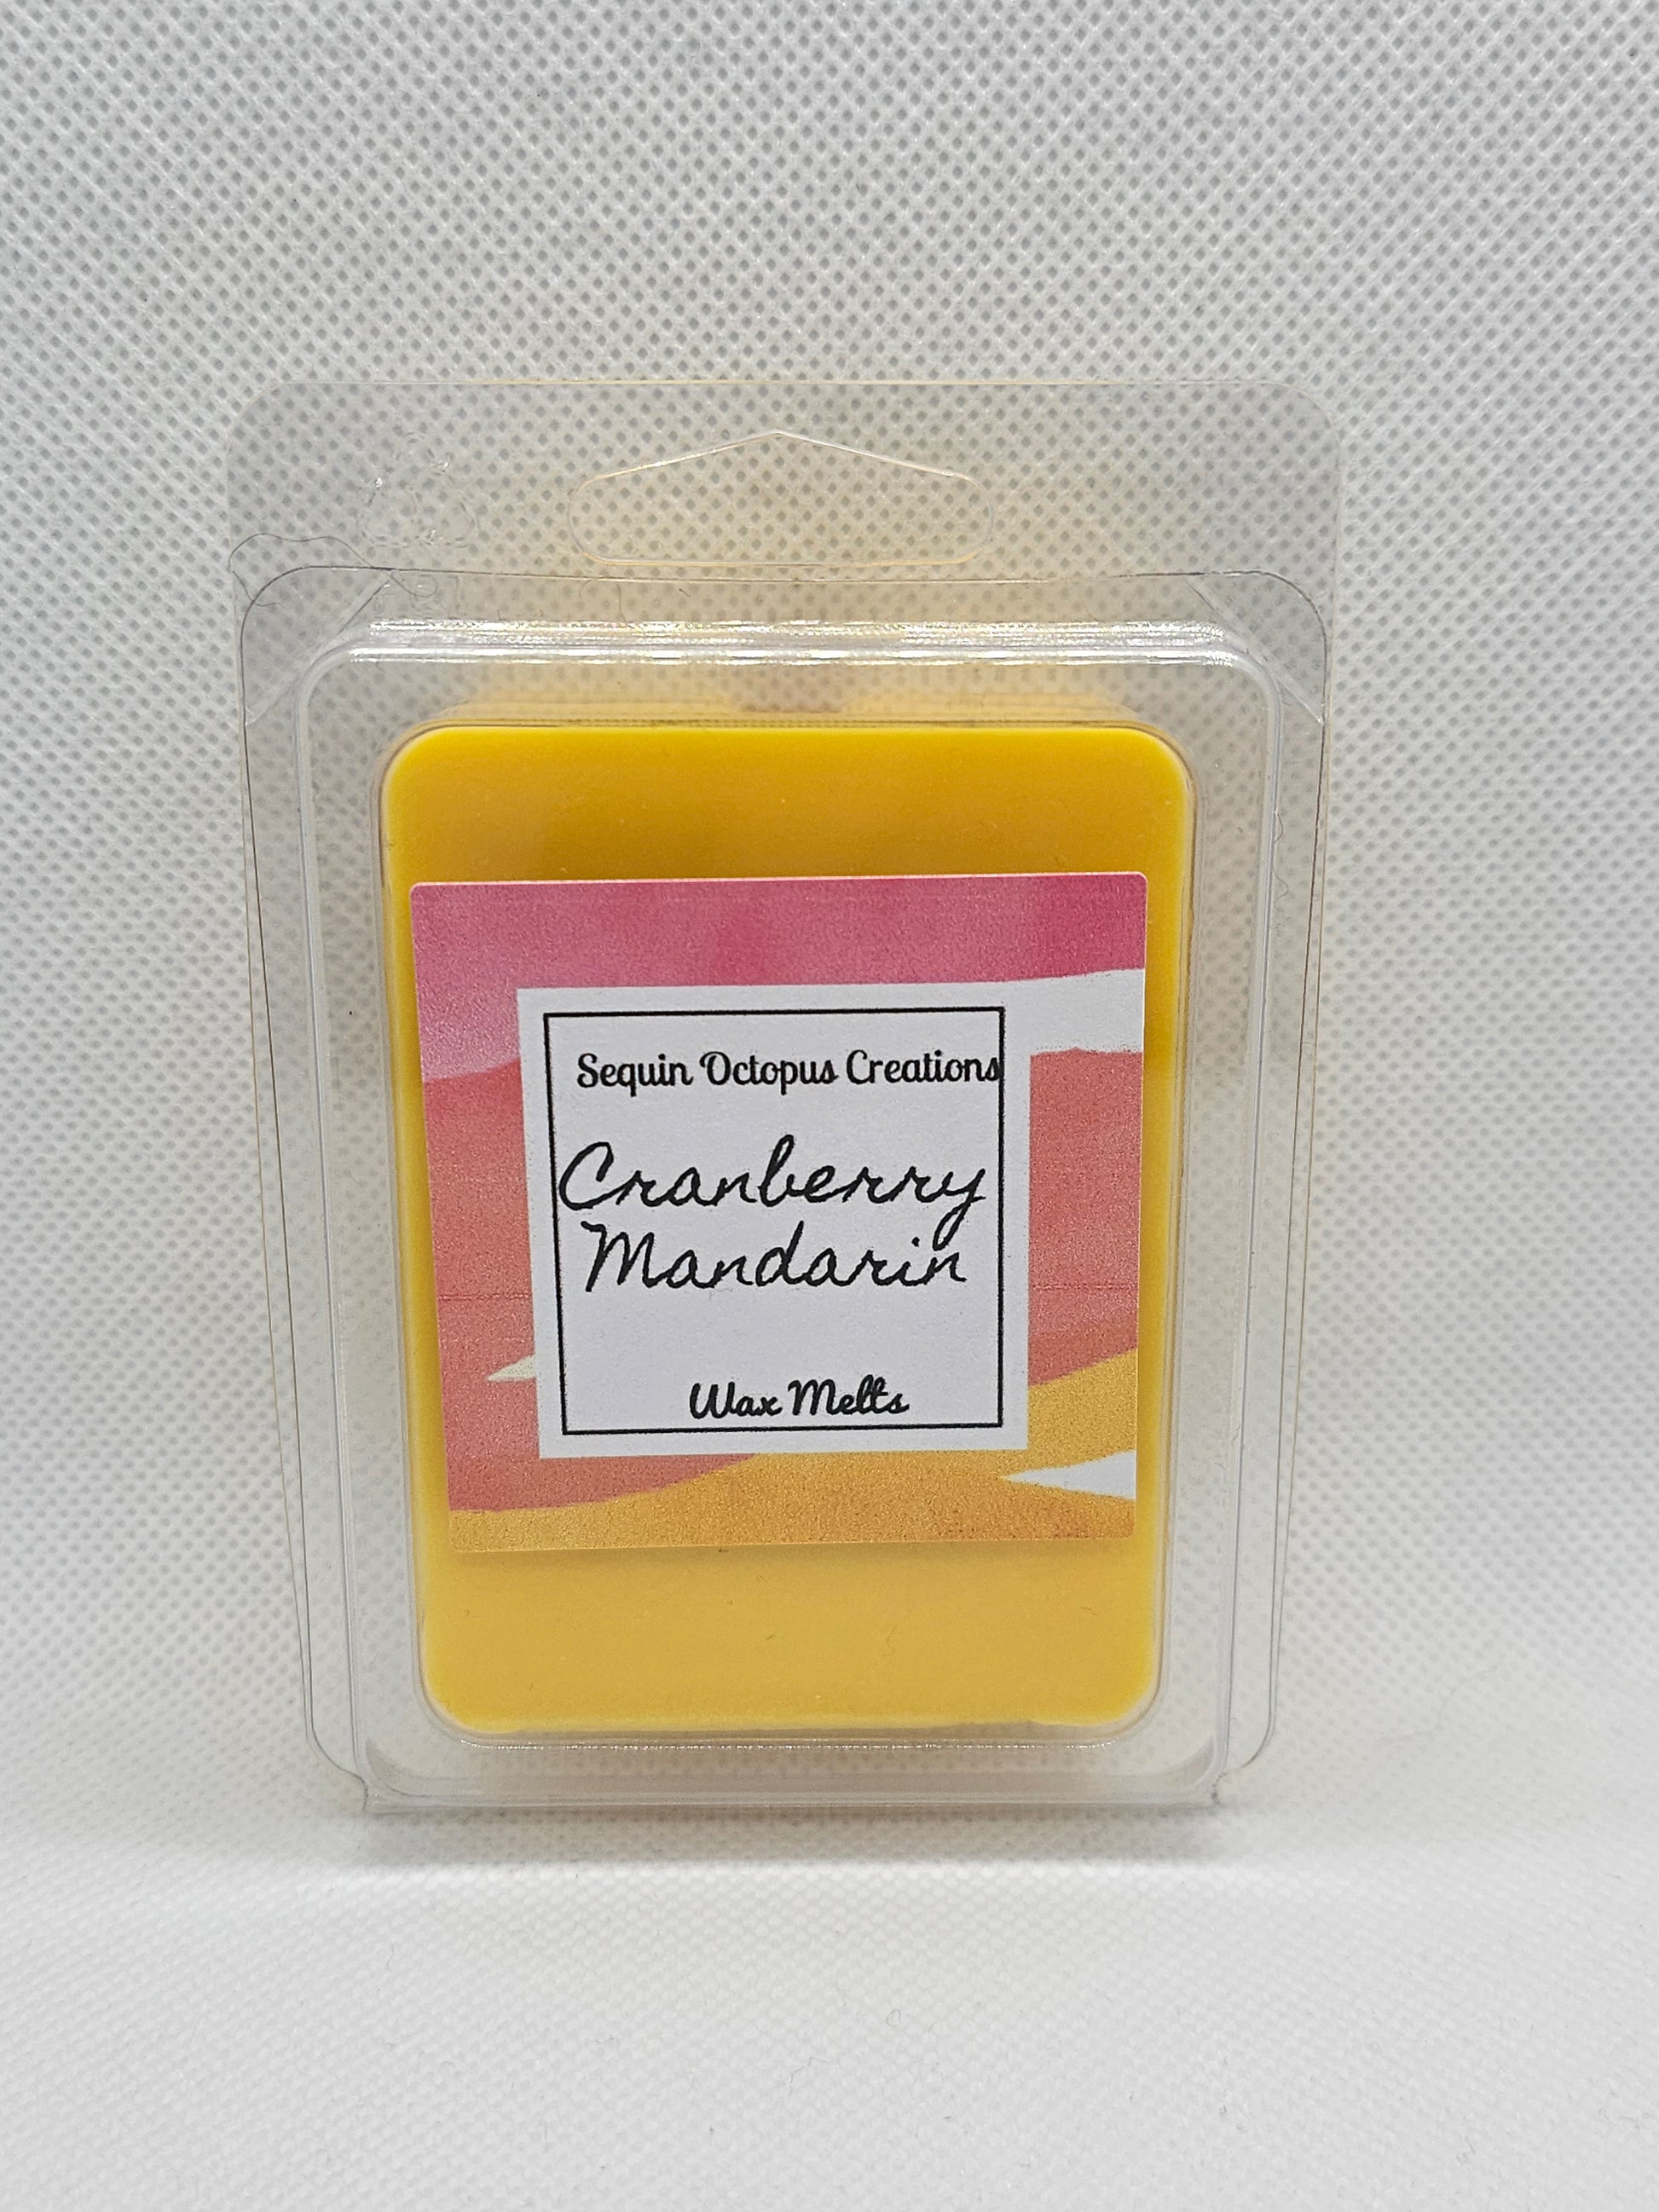 Sequin Octopus Creations
Cranberry
Mandarin
Wax Melts